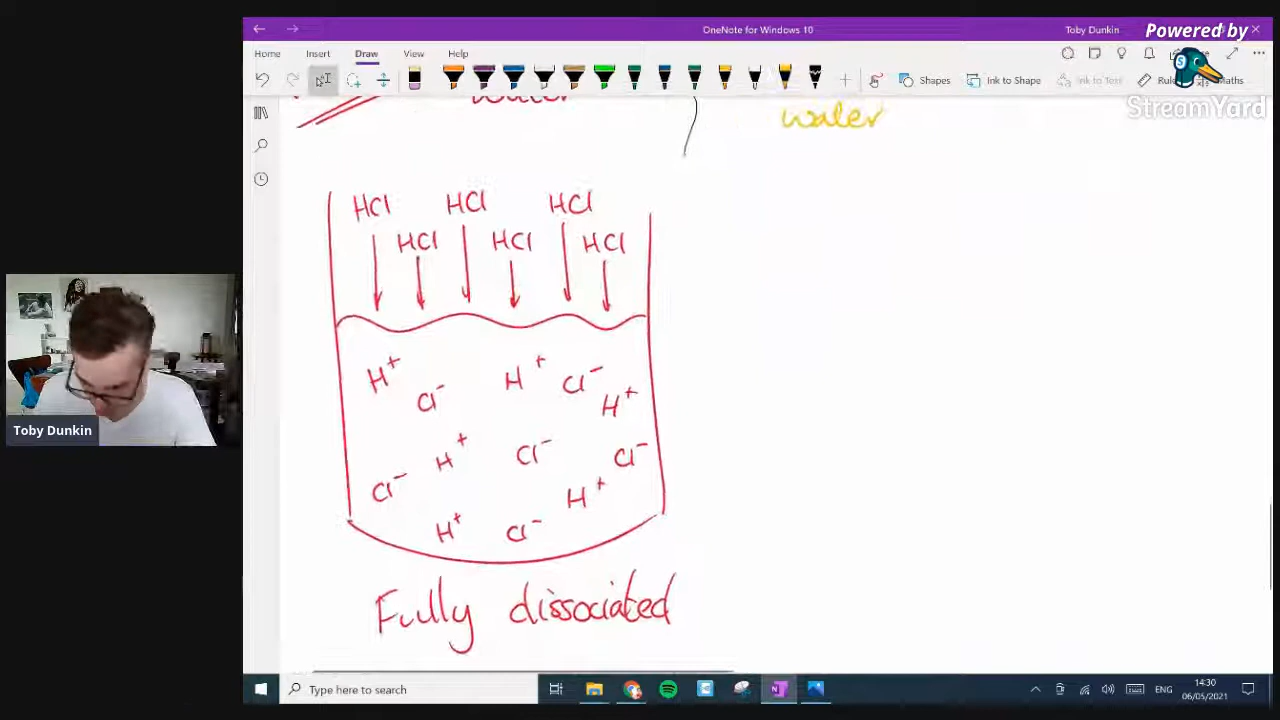 OneNote for Windows 10
Toby Dunkin
Powered by
StreamYard
Home Insert Draw View Help
Shapes Ink to Shape Ink to Text Ruler Maths
water
water
HCl HCl HCl
HCl HCl HCl
H+ Cl- H+ Cl- H+
Cl- H+ Cl- H+ Cl-
H+ Cl-
Fully dissociated
Toby Dunkin
Type here to search
ENG
14:30
06/05/2021